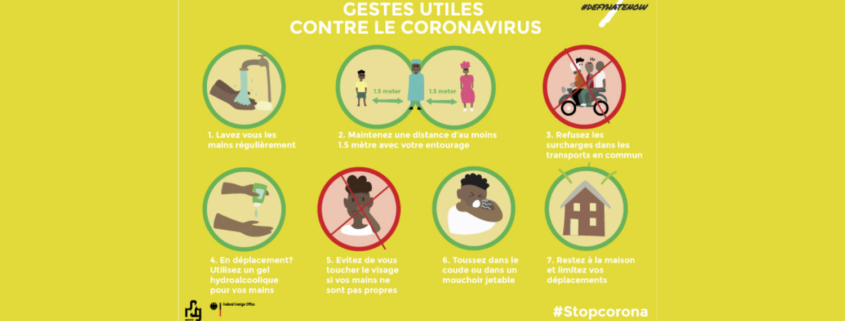 GESTES UTILES
CONTRE LE CORONAVIRUS
#DEFYHATENOW
1.5 meter
1.5 meter
1. Lavez vous les
mains régulièrement
2. Maintenez une distance d'au moins
1.5 mètre avec votre entourage
3. Refusez les
surcharges dans les
transports en commun
4. En déplacement?
Utilisez un gel
hydroalcoolique
pour vos mains
5. Evitez de vous
toucher le visage
si vos mains ne
sont pas propres
6. Toussez dans le
coude ou dans un
mouchoir jetable
7. Restez à la maison
et limitez vos
déplacements
Federal Foreign Office
#Stopcorona